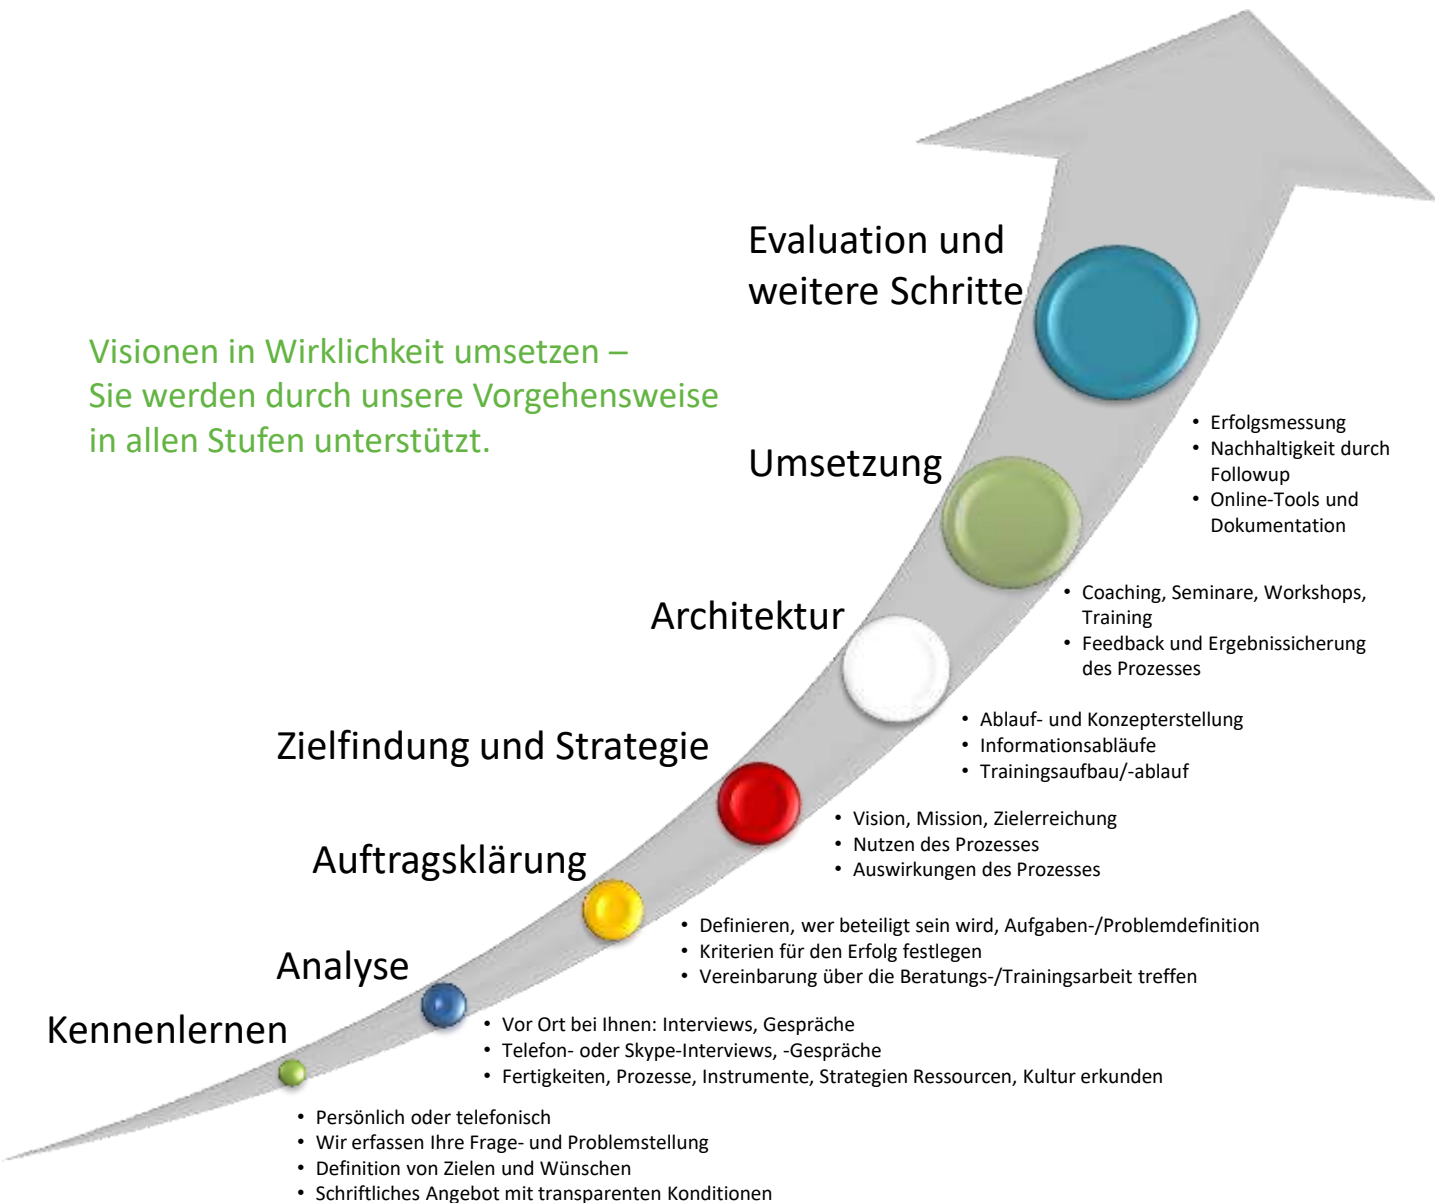 Evaluation und
weitere Schritte
Visionen in Wirklichkeit umsetzen –
Sie werden durch unsere Vorgehensweise
in allen Stufen unterstützt.
• Erfolgsmessung
• Nachhaltigkeit durch
Followup
• Online-Tools und
Dokumentation
Umsetzung
• Coaching, Seminare, Workshops,
Training
• Feedback und Ergebnissicherung
des Prozesses
Architektur
• Ablauf- und Konzepterstellung
• Informationsabläufe
• Trainingsaufbau/-ablauf
Zielfindung und Strategie
• Vision, Mission, Zielerreichung
• Nutzen des Prozesses
• Auswirkungen des Prozesses
Auftragsklärung
• Definieren, wer beteiligt sein wird, Aufgaben-/Problemdefinition
• Kriterien für den Erfolg festlegen
• Vereinbarung über die Beratungs-/Trainingsarbeit treffen
Analyse
• Vor Ort bei Ihnen: Interviews, Gespräche
• Telefon- oder Skype-Interviews, -Gespräche
• Fertigkeiten, Prozesse, Instrumente, Strategien Ressourcen, Kultur erkunden
Kennenlernen
• Persönlich oder telefonisch
• Wir erfassen Ihre Frage- und Problemstellung
• Definition von Zielen und Wünschen
• Schriftliches Angebot mit transparenten Konditionen